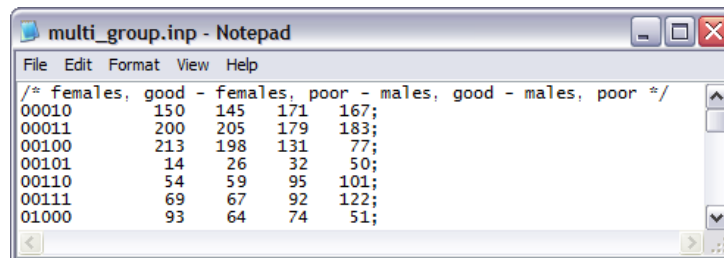 multi_group.inp - Notepad
File Edit Format View Help
/* females, good - females, poor - males, good - males, poor */
00010 150 145 171 167;
00011 200 205 179 183;
00100 213 198 131 77;
00101 14 26 32 50;
00110 54 59 95 101;
00111 69 67 92 122;
01000 93 64 74 51;